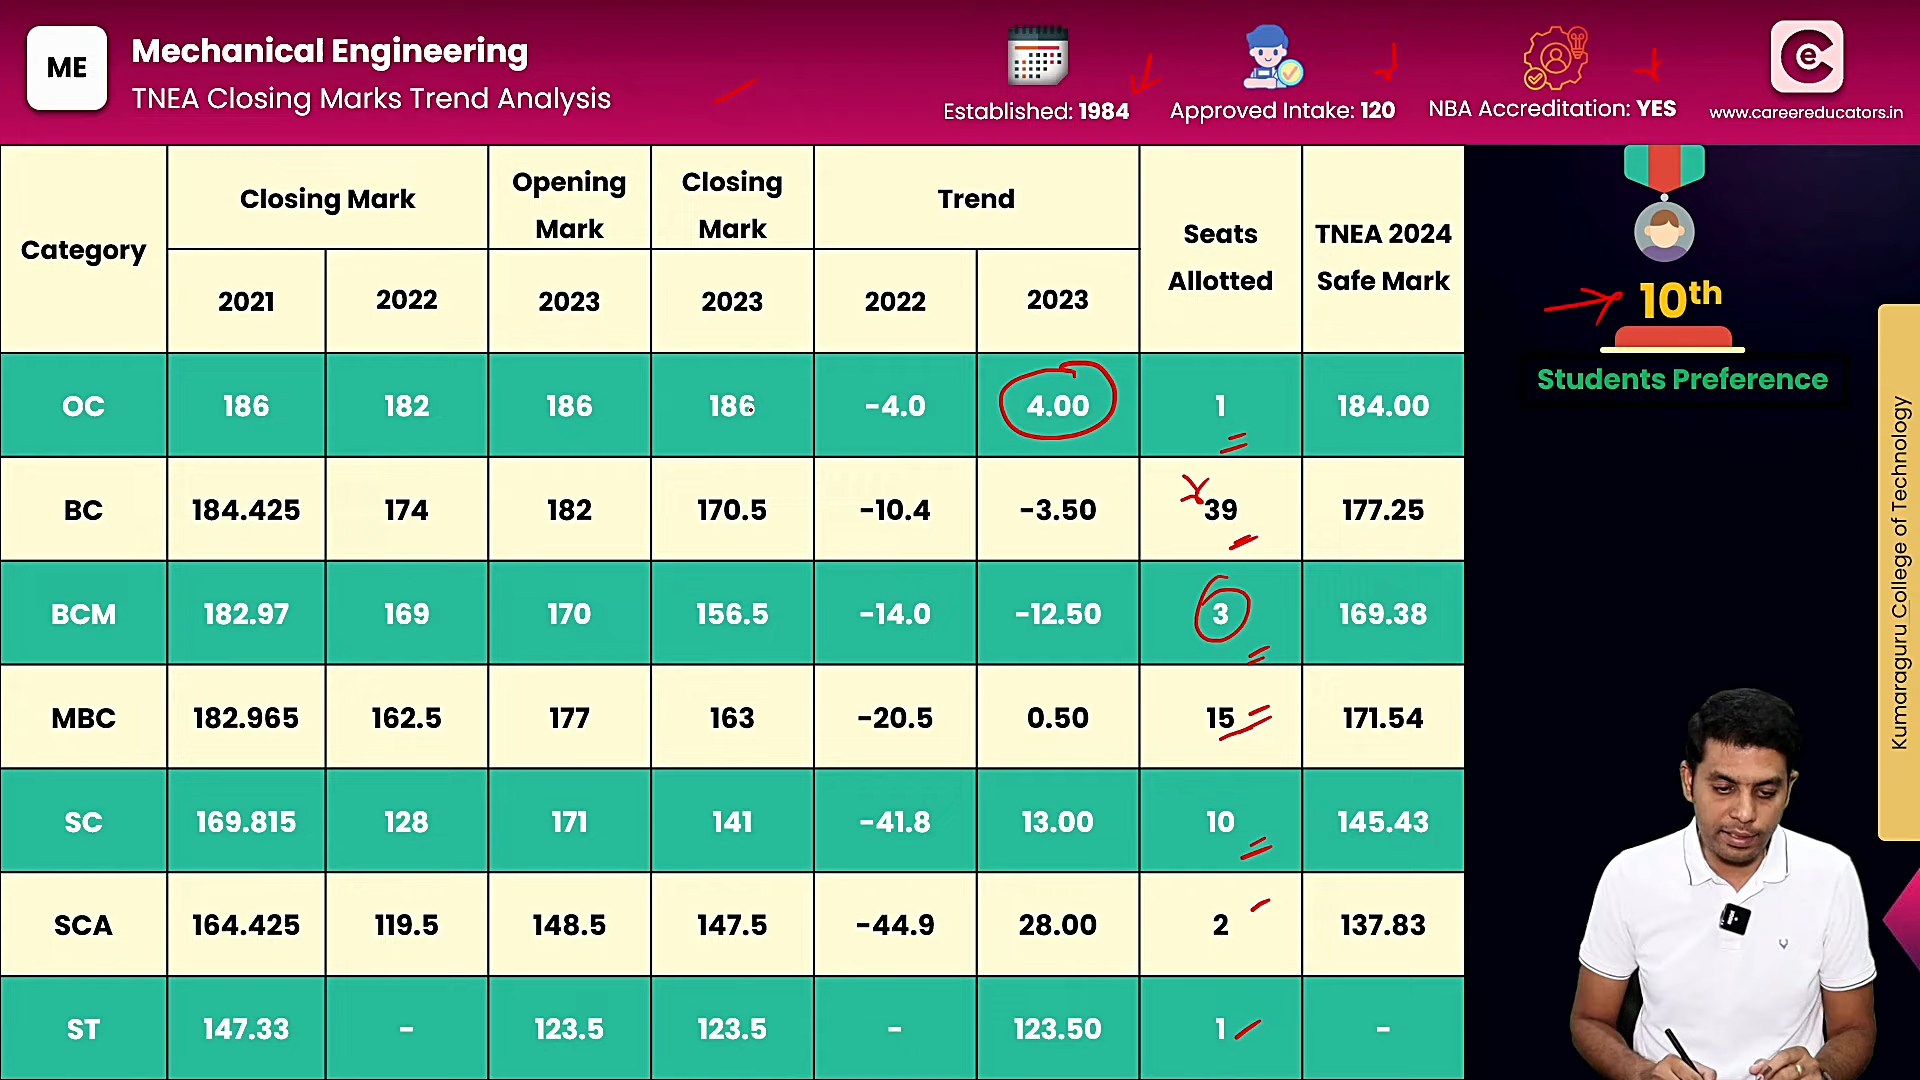 ME
Mechanical Engineering
TNEA Closing Marks Trend Analysis
Established: 1984
Approved Intake: 120
NBA Accreditation: YES
e
www.careereducators.in
Category
Closing Mark
Opening Mark
Closing Mark
Trend
Seats Allotted
TNEA 2024 Safe Mark
2021 2022 2023 2023 2022 2023
OC 186 182 186 186 -4.0 4.00 1 184.00
BC 184.425 174 182 170.5 -10.4 -3.50 39 177.25
BCM 182.97 169 170 156.5 -14.0 -12.50 3 169.38
MBC 182.965 162.5 177 163 -20.5 0.50 15 171.54
SC 169.815 128 171 141 -41.8 13.00 10 145.43
SCA 164.425 119.5 148.5 147.5 -44.9 28.00 2 137.83
ST 147.33 - 123.5 123.5 - 123.50 1 -
10th
Students Preference
Kumaraguru College of Technology